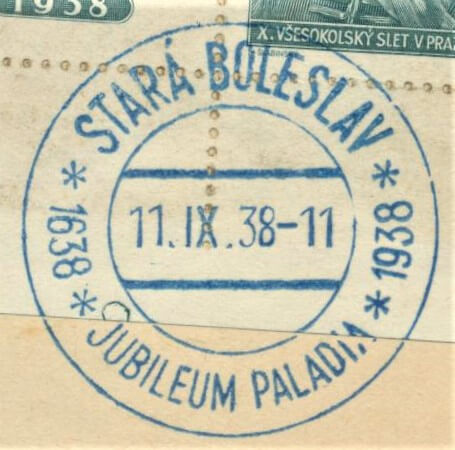 1938
X. VŠESOKOLSKÝ SLET V PRAZ
STARÁ BOLESLAV
* 1638 *
11.IX.38-11
* 1938 *
JUBILEUM PALADIA